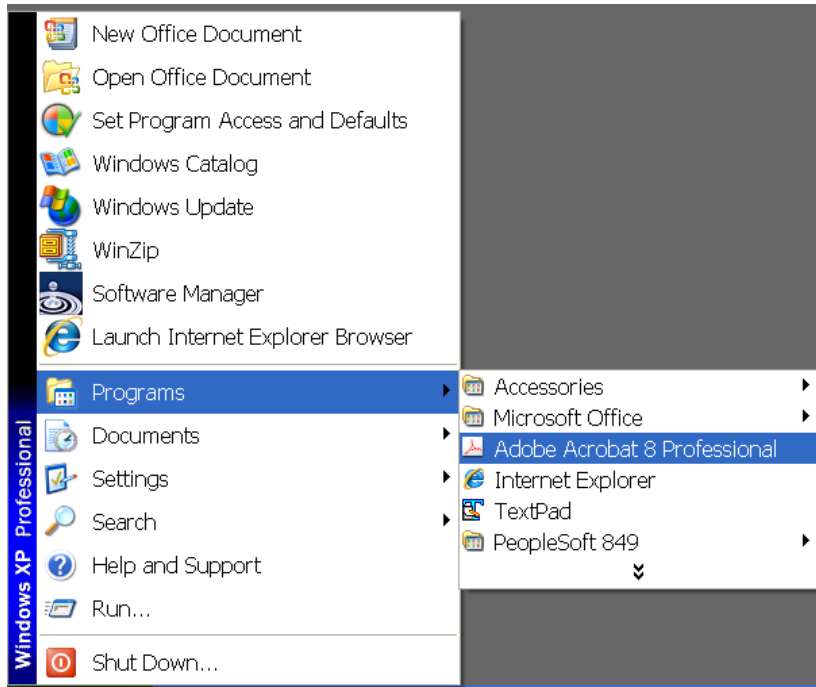 New Office Document
Open Office Document
Set Program Access and Defaults
Windows Catalog
Windows Update
WinZip
Software Manager
Launch Internet Explorer Browser
Programs
Documents
Settings
Search
Help and Support
Run...
Shut Down...
Windows XP Professional
Accessories
Microsoft Office
Adobe Acrobat 8 Professional
Internet Explorer
TextPad
PeopleSoft 849